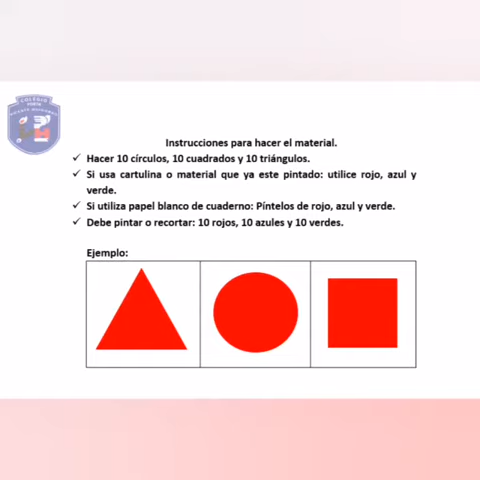 COLEGIO
Instrucciones para hacer el material.
✓ Hacer 10 círculos, 10 cuadrados y 10 triángulos.
✓ Si usa cartulina o material que ya este pintado: utilice rojo, azul y
verde.
✓ Si utiliza papel blanco de cuaderno: Píntelos de rojo, azul y verde.
✓ Debe pintar o recortar: 10 rojos, 10 azules y 10 verdes.
Ejemplo: